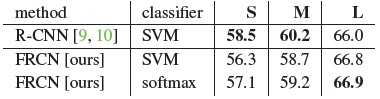 method classifier S M L
R-CNN [9, 10] SVM 58.5 60.2 66.0
FRCN [ours] SVM 56.3 58.7 66.8
FRCN [ours] softmax 57.1 59.2 66.9